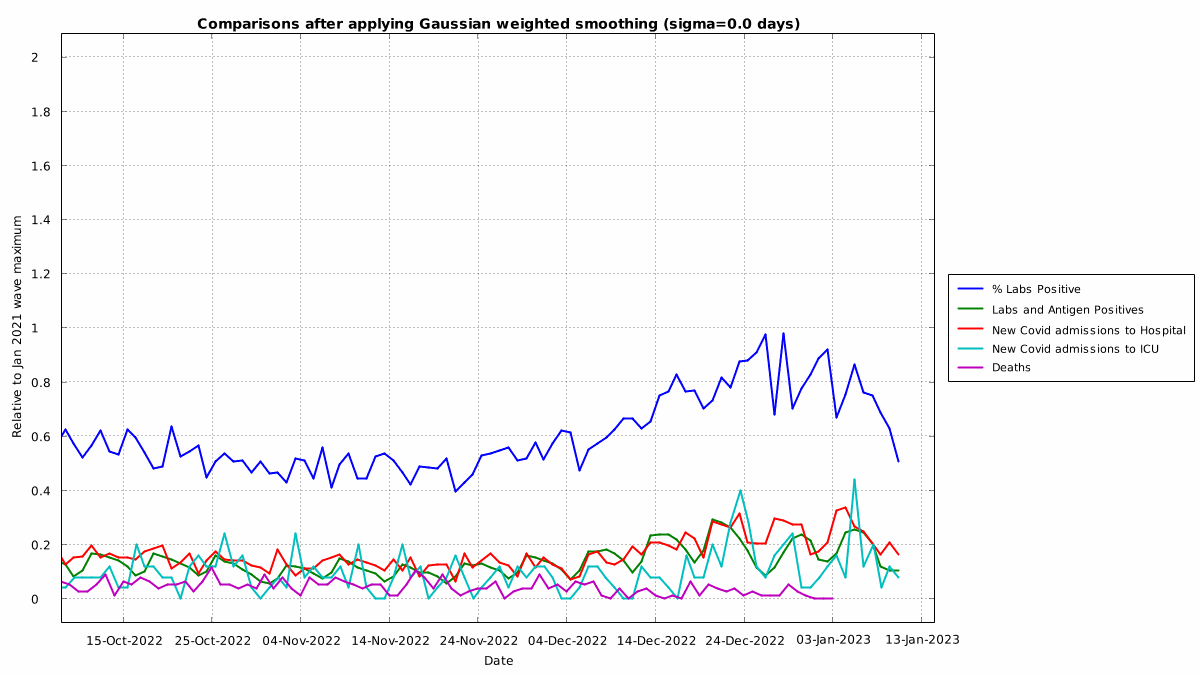 Comparisons after applying Gaussian weighted smoothing (sigma=0.0 days)
Relative to Jan 2021 wave maximum
2
1.8
1.6
1.4
1.2
1
0.8
0.6
0.4
0.2
0
15-Oct-2022 25-Oct-2022 04-Nov-2022 14-Nov-2022 24-Nov-2022 04-Dec-2022 14-Dec-2022 24-Dec-2022 03-Jan-2023 13-Jan-2023
Date
% Labs Positive
Labs and Antigen Positives
New Covid admissions to Hospital
New Covid admissions to ICU
Deaths